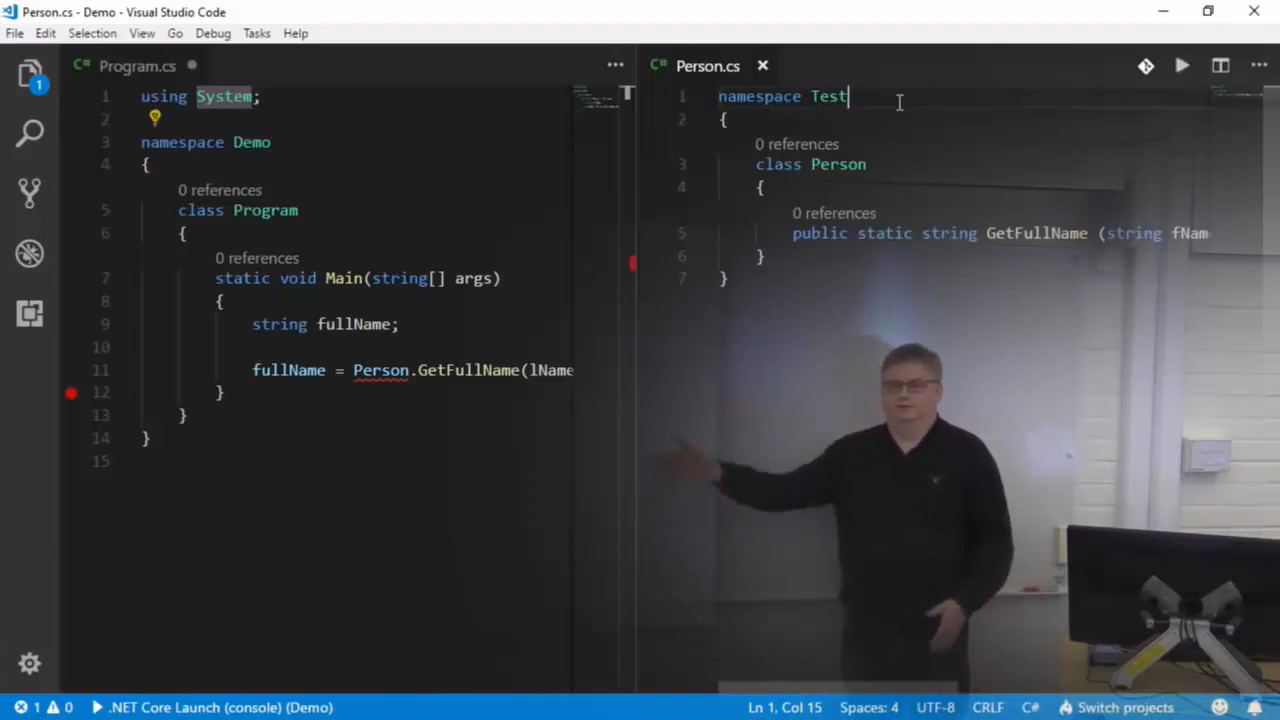 Person.cs - Demo - Visual Studio Code
File Edit Selection View Go Debug Tasks Help
C# Program.cs
1 using System;
2
3 namespace Demo
4 {
0 references
5 class Program
6 {
0 references
7 static void Main(string[] args)
8 {
9 string fullName;
10
11 fullName = Person.GetFullName(lName
12 }
13 }
14 }
15
C# Person.cs
1 namespace Test
2 {
0 references
3 class Person
4 {
0 references
5 public static string GetFullName (string fNam
6 }
7 }
1
1 0 .NET Core Launch (console) (Demo) Ln 1, Col 15 Spaces: 4 UTF-8 CRLF C# Switch projects